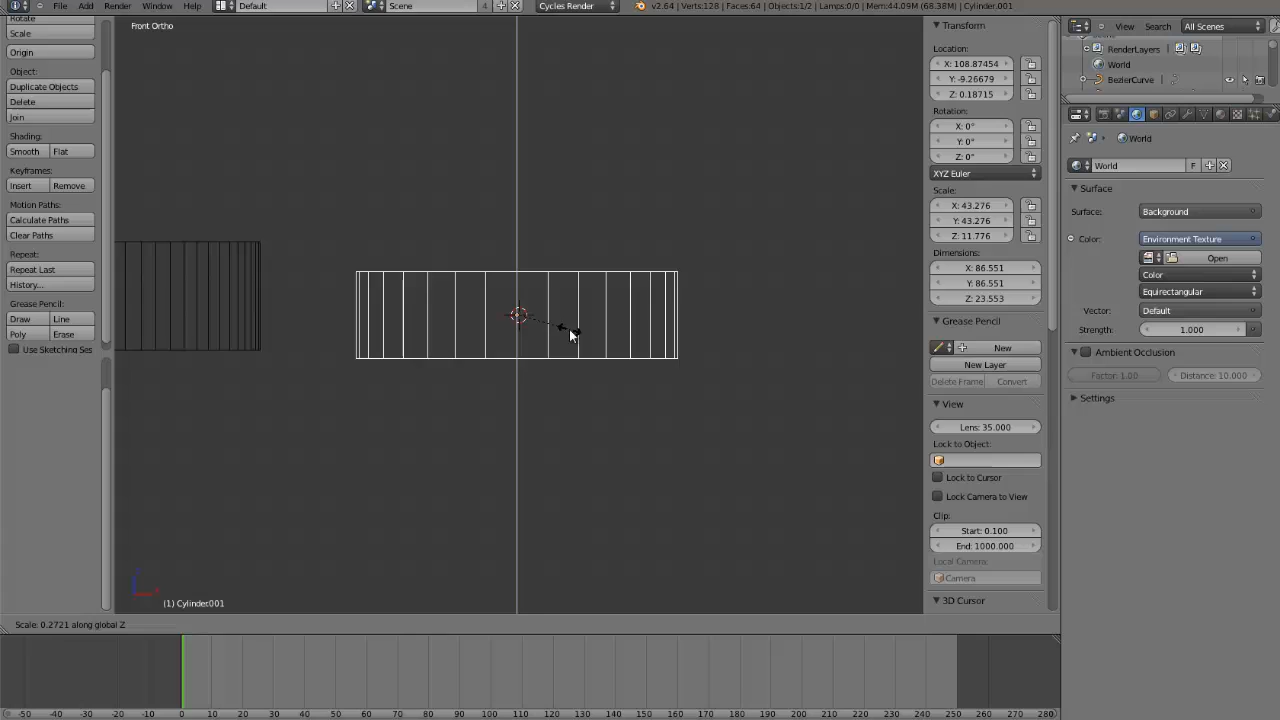 File Add Render Window Help Default Scene 4 Cycles Render v2.64 | Verts:128 | Faces:64 | Objects:1/2 | Lamps:0/0 | Mem:44.09M (68.38M) | Cylinder.001
Front Ortho
Rotate
Scale
Origin
Object:
Duplicate Objects
Delete
Join
Shading:
Smooth Flat
Keyframes:
Insert Remove
Motion Paths:
Calculate Paths
Clear Paths
Repeat:
Repeat Last
History...
Grease Pencil:
Draw Line
Poly Erase
Use Sketching Ses
(1) Cylinder.001
Scale: 0.2721 along global Z
Transform
Location:
X: 108.87454
Y: -9.26679
Z: 0.18715
Rotation:
X: 0°
Y: 0°
Z: 0°
XYZ Euler
Scale:
X: 43.276
Y: 43.276
Z: 11.776
Dimensions:
X: 86.551
Y: 86.551
Z: 23.553
Grease Pencil
New
New Layer
Delete Frame Convert
View
Lens: 35.000
Lock to Object:
Lock to Cursor
Lock Camera to View
Clip:
Start: 0.100
End: 1000.000
Local Camera:
Camera
3D Cursor
View Search All Scenes
RenderLayers
World
BezierCurve
World
World F
Surface
Surface: Background
Color: Environment Texture
Open
Color
Equirectangular
Vector: Default
Strength: 1.000
Ambient Occlusion
Factor: 1.00 Distance: 10.000
Settings
-50 -40 -30 -20 -10 0 10 20 30 40 50 60 70 80 90 100 110 120 130 140 150 160 170 180 190 200 210 220 230 240 250 260 270 280